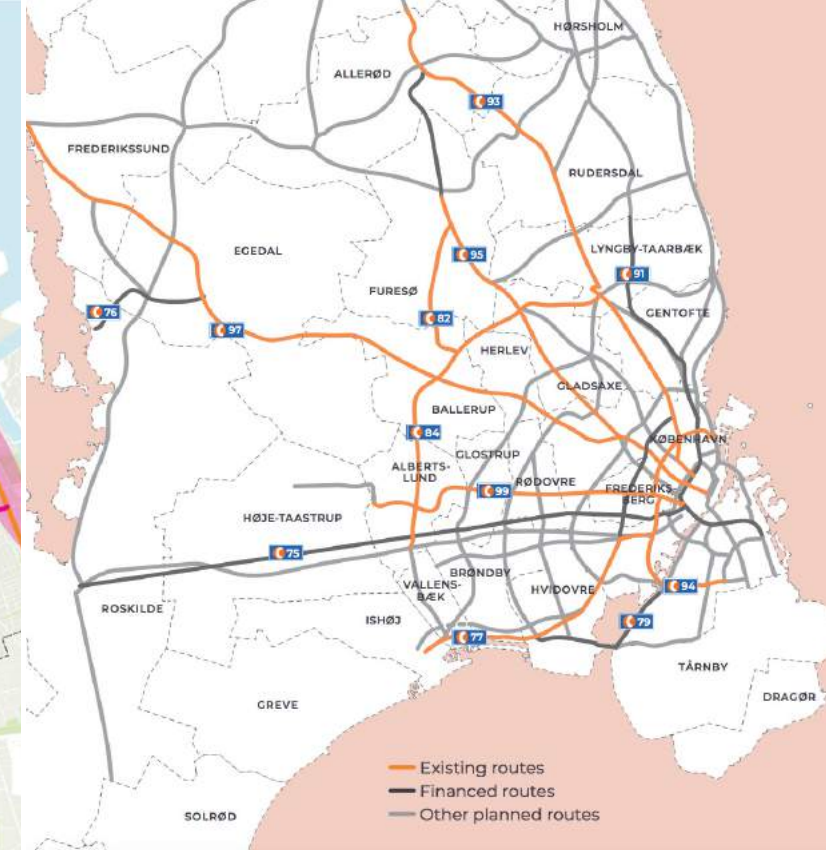 HØRSHOLM
ALLERØD
93
FREDERIKSSUND
RUDERSDAL
EGEDAL
95
LYNGBY-TAARBÆK
91
FURESØ
76
82
GENTOFTE
97
HERLEV
GLADSAXE
BALLERUP
84
KØBENHAVN
GLOSTRUP
ALBERTS-
LUND
RØDOVRE
99
FREDERIKS-
BERG
HØJE-TAASTRUP
75
BRØNDBY
VALLENS-
BÆK
HVIDOVRE
94
ROSKILDE
ISHØJ
79
77
TÅRNBY
DRAGØR
GREVE
Existing routes
Financed routes
Other planned routes
SOLRØD